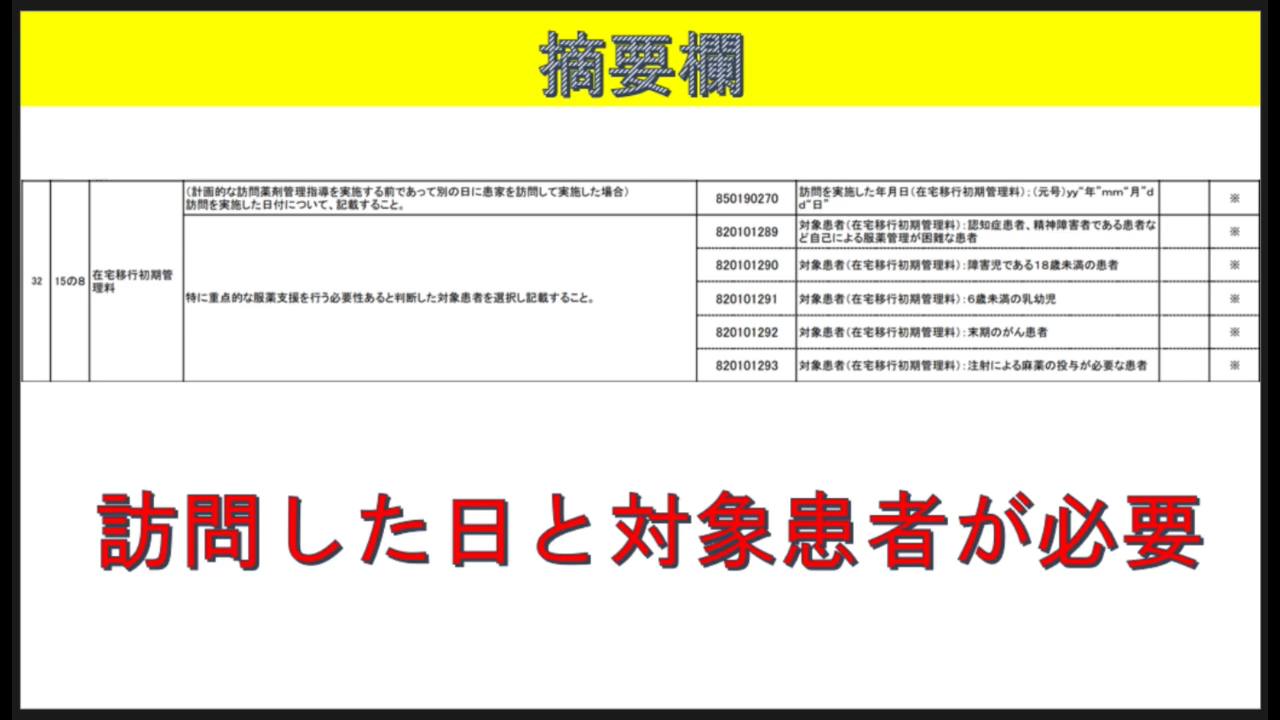 摘要欄
32
15の8
在宅移行初期管
理料
(計画的な訪問薬剤管理指導を実施する前であって別の日に患家を訪問して実施した場合)
訪問を実施した日付について、記載すること。
850190270
訪問を実施した年月日(在宅移行初期管理料);(元号)yy"年"mm"月"d
d"日"
※
特に重点的な服薬支援を行う必要性あると判断した対象患者を選択し記載すること。
820101289
対象患者(在宅移行初期管理料):認知症患者、精神障害者である患者な
ど自己による服薬管理が困難な患者
※
820101290
対象患者(在宅移行初期管理料):障害児である18歳未満の患者
※
820101291
対象患者(在宅移行初期管理料):6歳未満の乳幼児
※
820101292
対象患者(在宅移行初期管理料):末期のがん患者
※
820101293
対象患者(在宅移行初期管理料):注射による麻薬の投与が必要な患者
※
訪問した日と対象患者が必要